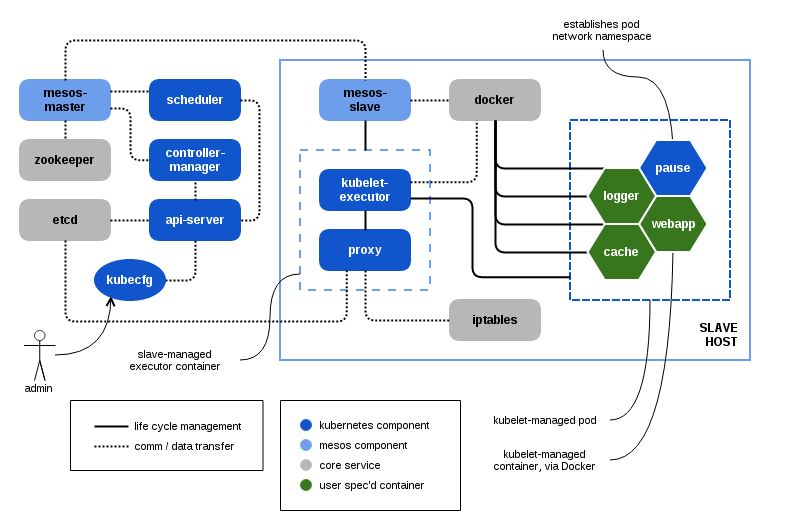 establishes pod
network namespace
mesos-
master
scheduler
mesos-
slave
docker
zookeeper
controller-
manager
pause
kubelet-
executor
logger
etcd
api-server
webapp
proxy
cache
kubecfg
iptables
SLAVE
HOST
slave-managed
executor container
admin
life cycle management
comm / data transfer
kubernetes component
mesos component
core service
user spec'd container
kubelet-managed pod
kubelet-managed
container, via Docker